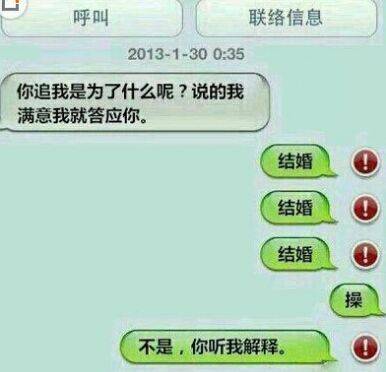 呼叫
联络信息
2013-1-30 0:35
你追我是为了什么呢？说的我
满意我就答应你。
结婚
结婚
结婚
操
不是，你听我解释。